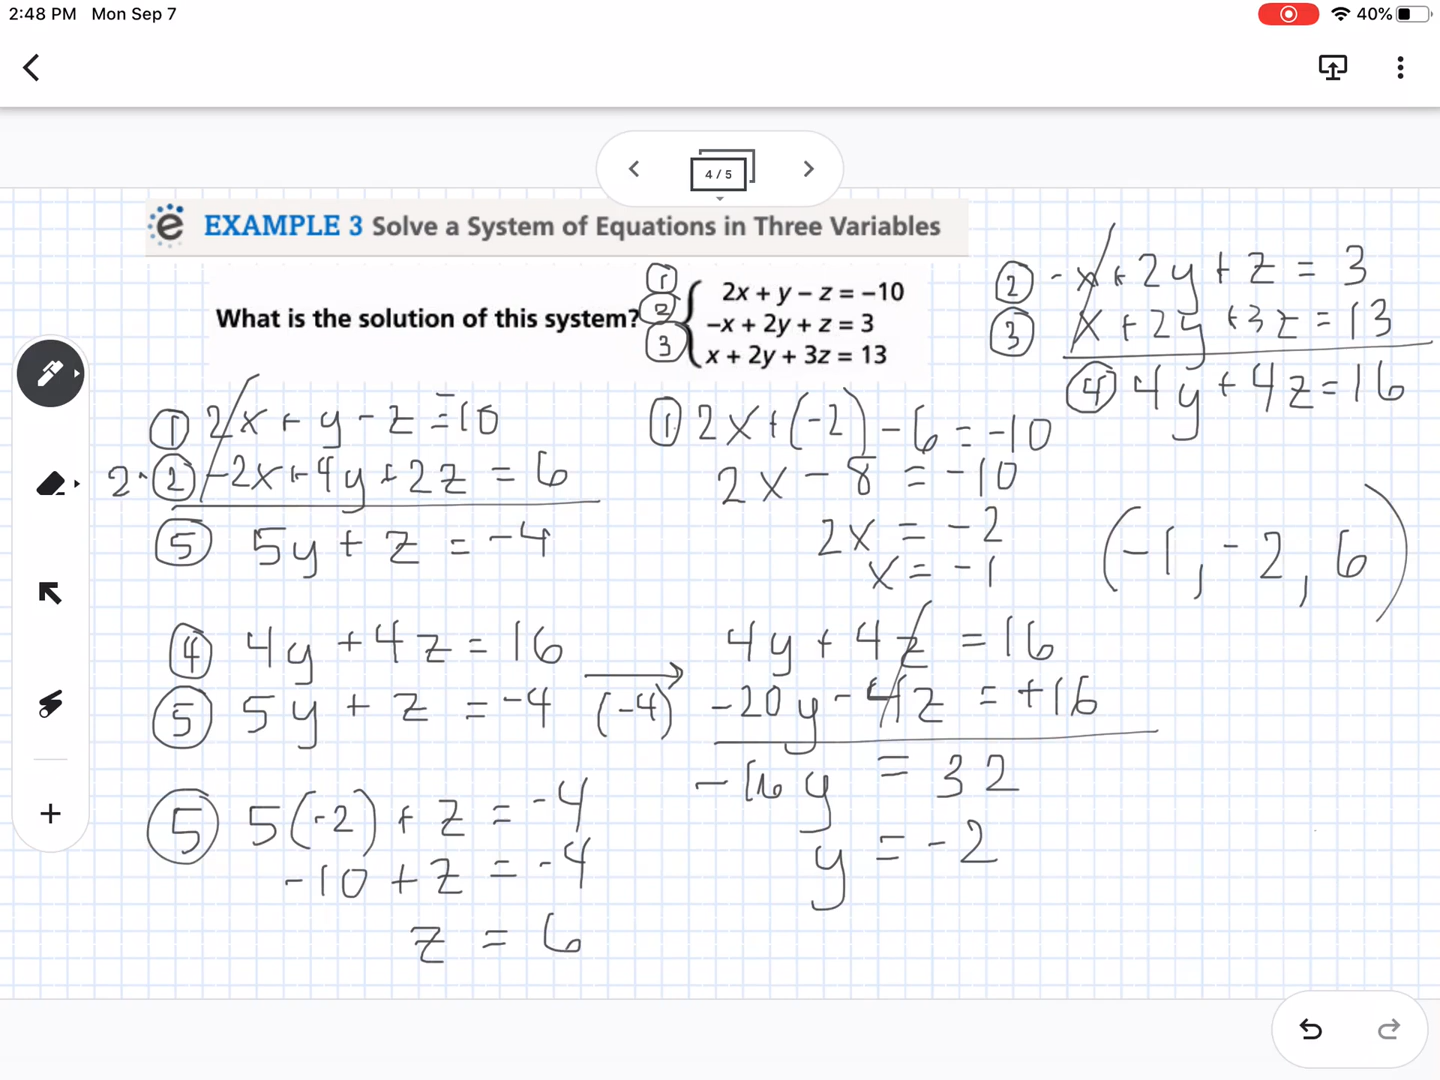 2:48 PM Mon Sep 7
40%
4 / 5
e EXAMPLE 3 Solve a System of Equations in Three Variables
What is the solution of this system?
① 2x + y − z = −10
② −x + 2y + z = 3
③ x + 2y + 3z = 13
② -x + 2y + z = 3
③ x + 2y + 3z = 13
④ 4y + 4z = 16
① 2x + y - z = -10
2·② -2x + 4y + 2z = 6
⑤ 5y + z = -4
① 2x + (-2) - 6 = -10
2x - 8 = -10
2x = -2
x = -1
(-1, -2, 6)
④ 4y + 4z = 16
⑤ 5y + z = -4 (-4) →
4y + 4z = 16
-20y - 4z = +16
-16y = 32
y = -2
⑤ 5(-2) + z = -4
-10 + z = -4
z = 6